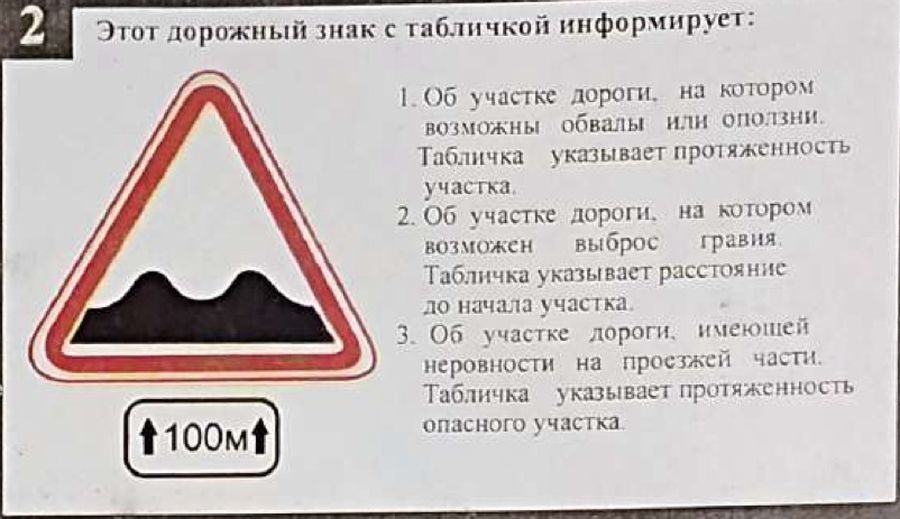 2
Этот дорожный знак с табличкой информирует:
1. Об участке дороги, на котором
возможны обвалы или оползни.
Табличка указывает протяженность
участка.
2. Об участке дороги, на котором
возможен выброс гравия.
Табличка указывает расстояние
до начала участка.
3. Об участке дороги, имеющей
неровности на проезжей части.
Табличка указывает протяженность
опасного участка.
100м